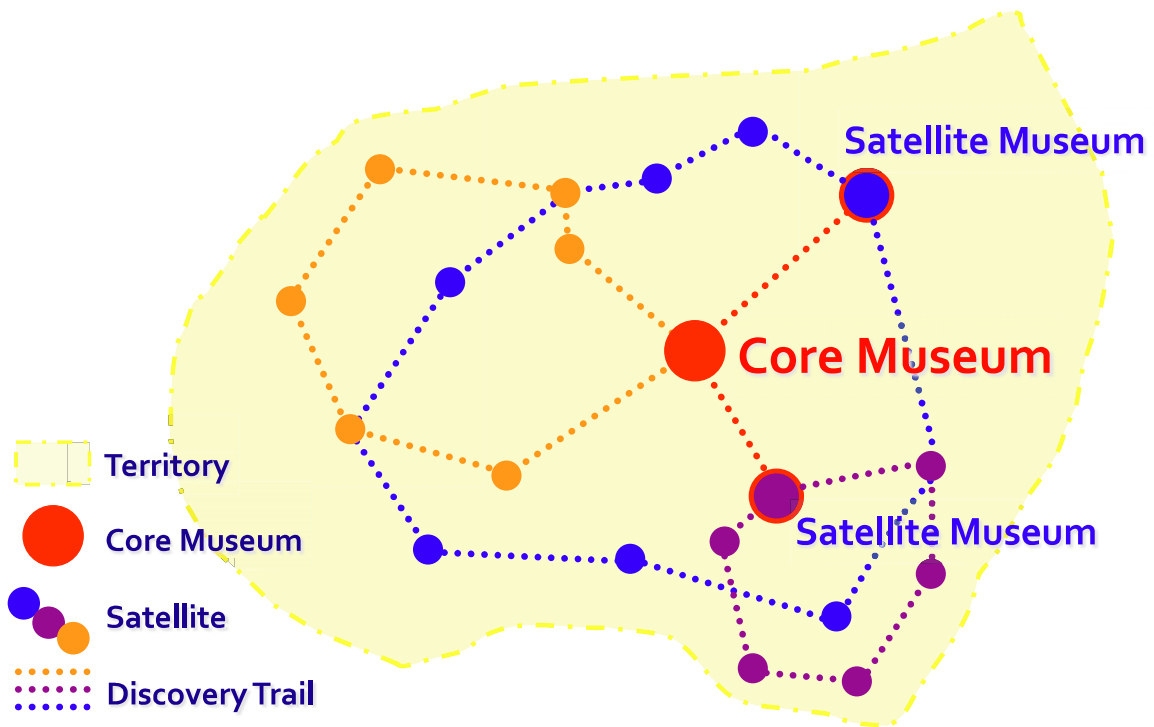 Satellite Museum
Core Museum
Satellite Museum
Territory
Core Museum
Satellite
Discovery Trail